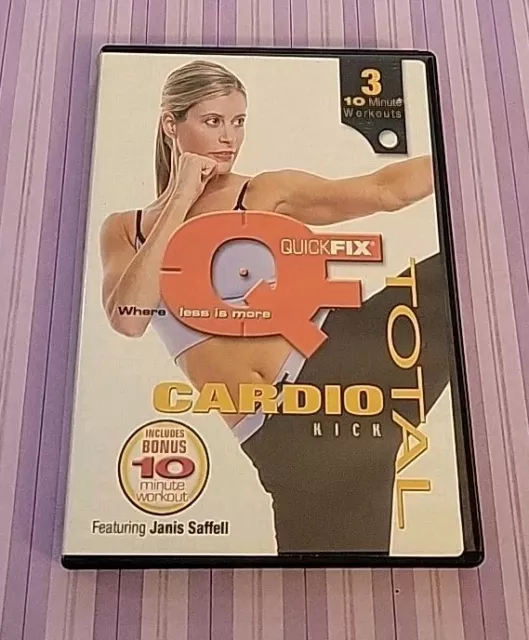 3
10 Minute
Workouts
QUICKFIX®
QF
Where less is more
TOTAL
CARDIO
KICK
INCLUDES
BONUS
10
minute
workout
Featuring Janis Saffell